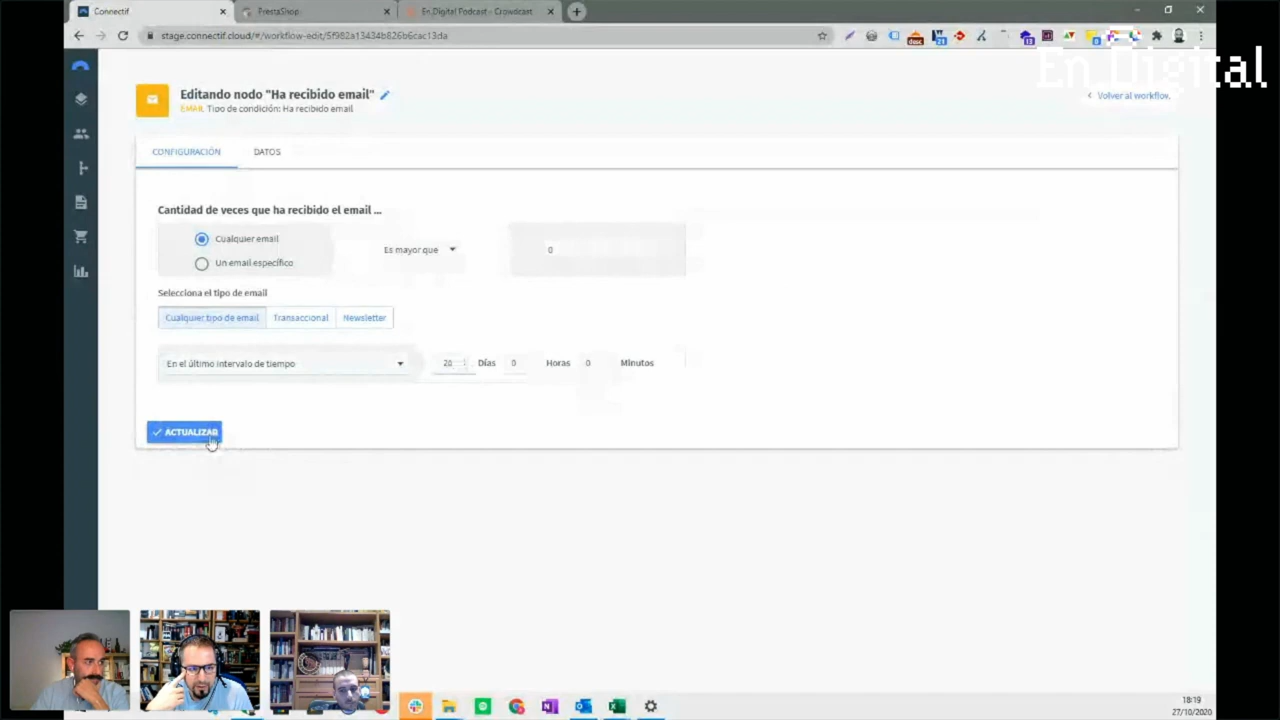 Connectif
PrestaShop
En.Digital Podcast - Crowdcast
stage.connectif.cloud/#/workflow-edit/5f982a13434b826b6cac13da
En.Digital
Editando nodo "Ha recibido email"
EMAIL Tipo de condición: Ha recibido email
Volver al workflow.
CONFIGURACIÓN DATOS
Cantidad de veces que ha recibido el email ...
Cualquier email
Un email específico
Es mayor que
0
Selecciona el tipo de email
Cualquier tipo de email Transaccional Newsletter
En el último intervalo de tiempo 20 Días 0 Horas 0 Minutos
ACTUALIZAR
18:19
27/10/2020